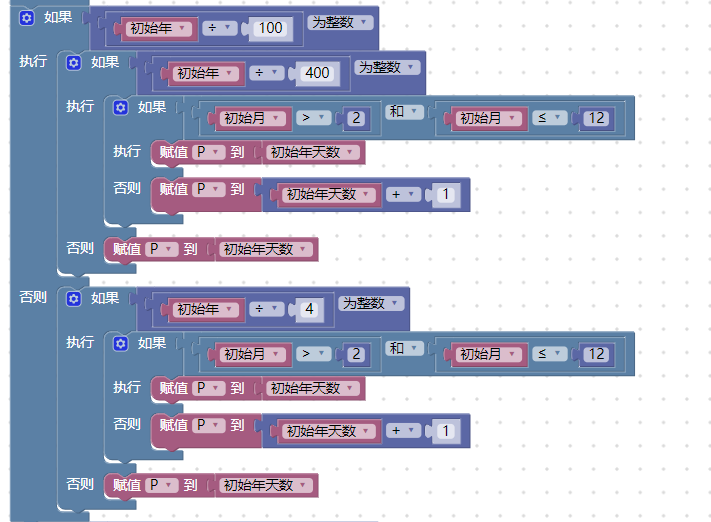 如果 初始年 ÷ 100 为整数
执行 如果 初始年 ÷ 400 为整数
执行 如果 初始月 > 2 和 初始月 ≤ 12
执行 赋值 P 到 初始年天数
否则 赋值 P 到 初始年天数 + 1
否则 赋值 P 到 初始年天数
否则 如果 初始年 ÷ 4 为整数
执行 如果 初始月 > 2 和 初始月 ≤ 12
执行 赋值 P 到 初始年天数
否则 赋值 P 到 初始年天数 + 1
否则 赋值 P 到 初始年天数